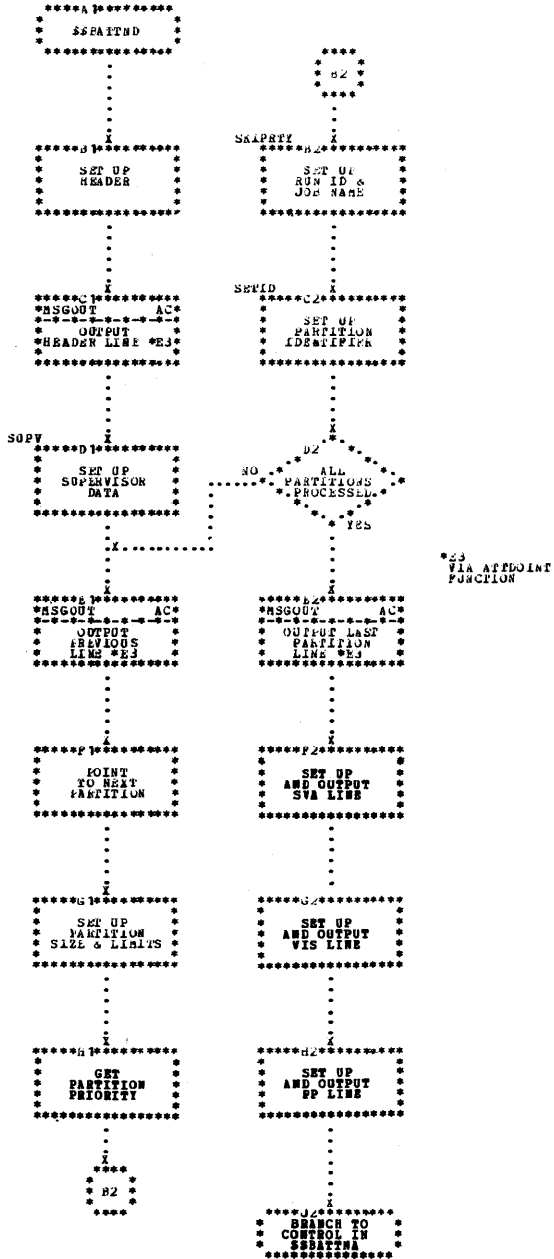 A1
$$BATTND
B1
SET UP
HEADER
C1
*MSGOUT AC*
OUTPUT
HEADER LINE *E3
SUPV
D1
SET UP
SUPERVISOR
DATA
E1
*MSGOUT AC*
OUTPUT
PREVIOUS
LINE *E3
F1
POINT
TO NEXT
PARTITION
G1
SET UP
PARTITION
SIZE & LIMITS
H1
GET
PARTITION
PRIORITY
B2
B2
SKIPRTY
B2
SET UP
RUN ID &
JOB NAME
SETID
C2
SET UP
PARTITION
IDENTIFIER
D2
ALL
PARTITIONS
PROCESSED
NO
YES
E2
*MSGOUT AC*
OUTPUT LAST
PARTITION
LINE *E3
F2
SET UP
AND OUTPUT
SVA LINE
G2
SET UP
AND OUTPUT
VIS LINE
H2
SET UP
AND OUTPUT
PP LINE
J2
BRANCH TO
CONTROL IN
$$BATTNA
*E3
VIA ATTDOINT
FUNCTION